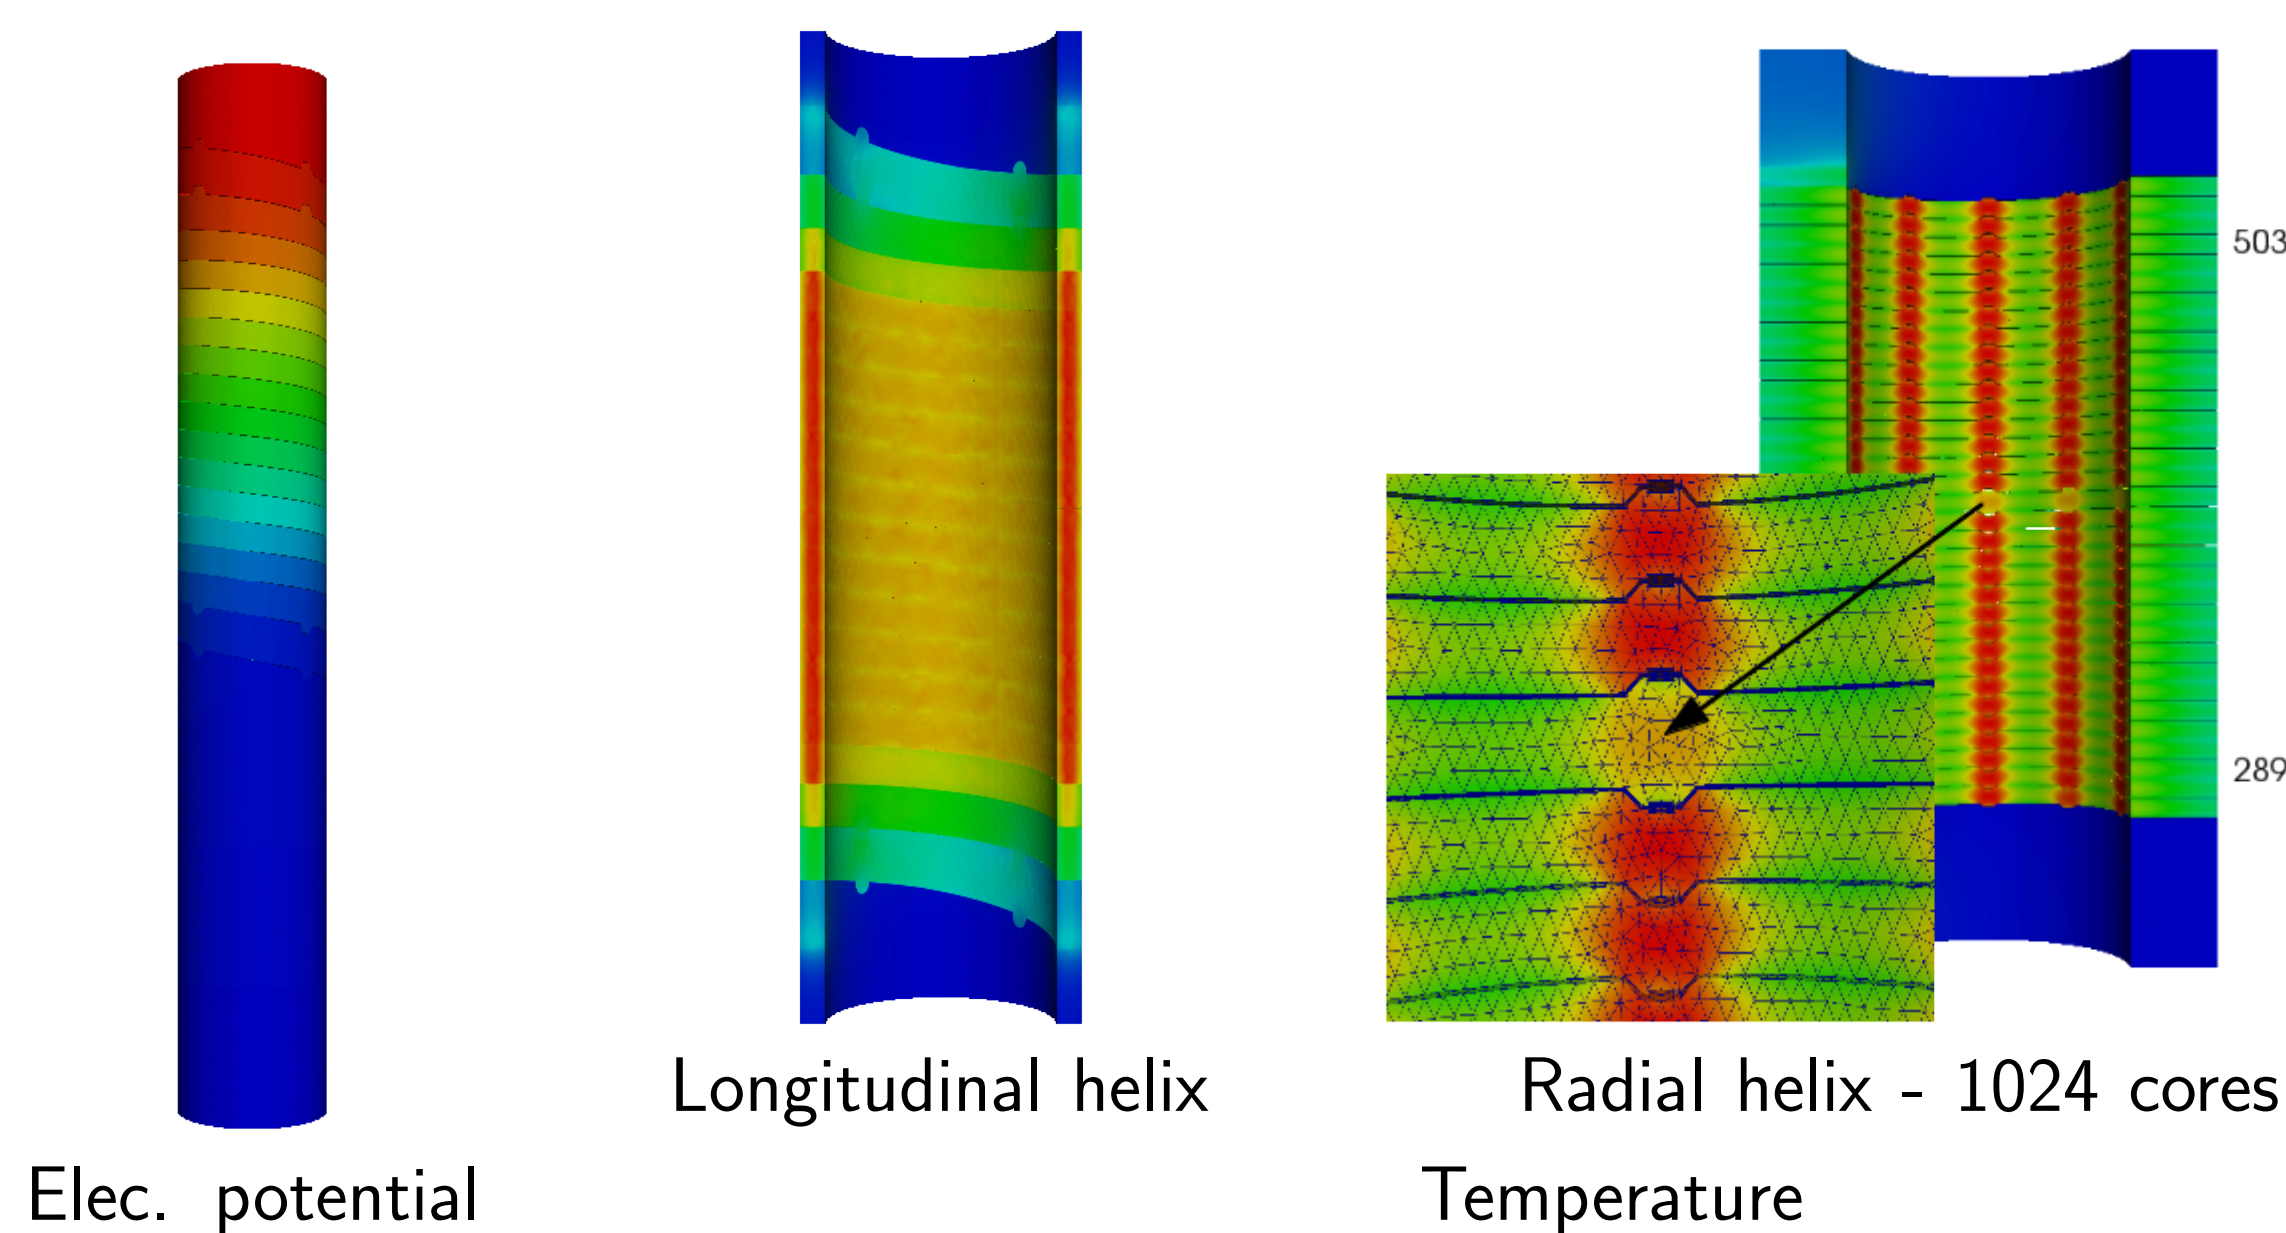 503
289
Longitudinal helix
Radial helix - 1024 cores
Elec. potential
Temperature